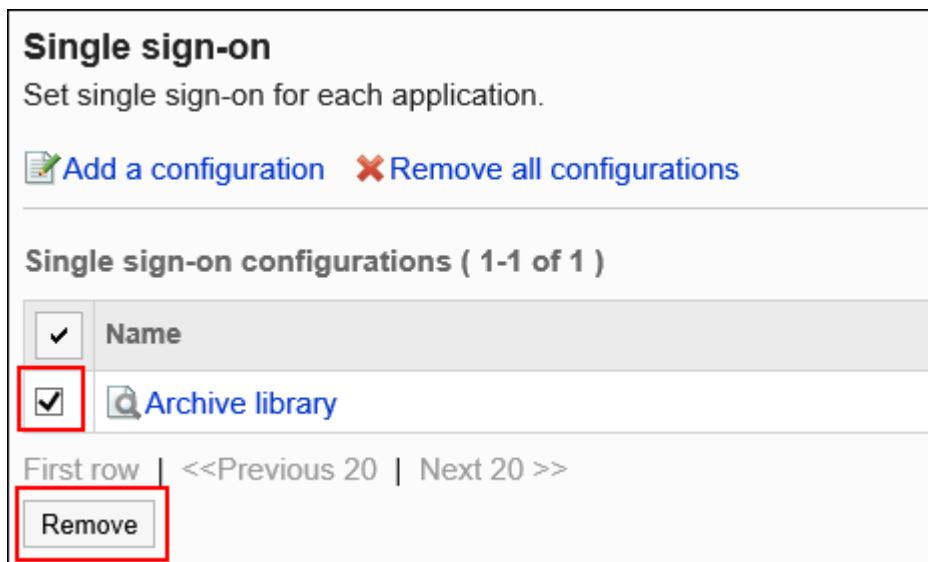 Single sign-on
Set single sign-on for each application.
Add a configuration Remove all configurations
Single sign-on configurations ( 1-1 of 1 )
Name
Archive library
First row | <<Previous 20 | Next 20 >>
Remove